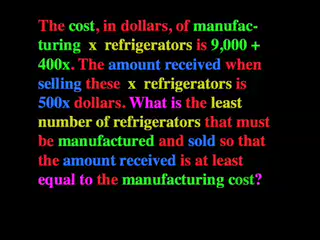 The cost, in dollars, of manufac-
turing x refrigerators is 9,000 +
400x. The amount received when
selling these x refrigerators is
500x dollars. What is the least
number of refrigerators that must
be manufactured and sold so that
the amount received is at least
equal to the manufacturing cost?